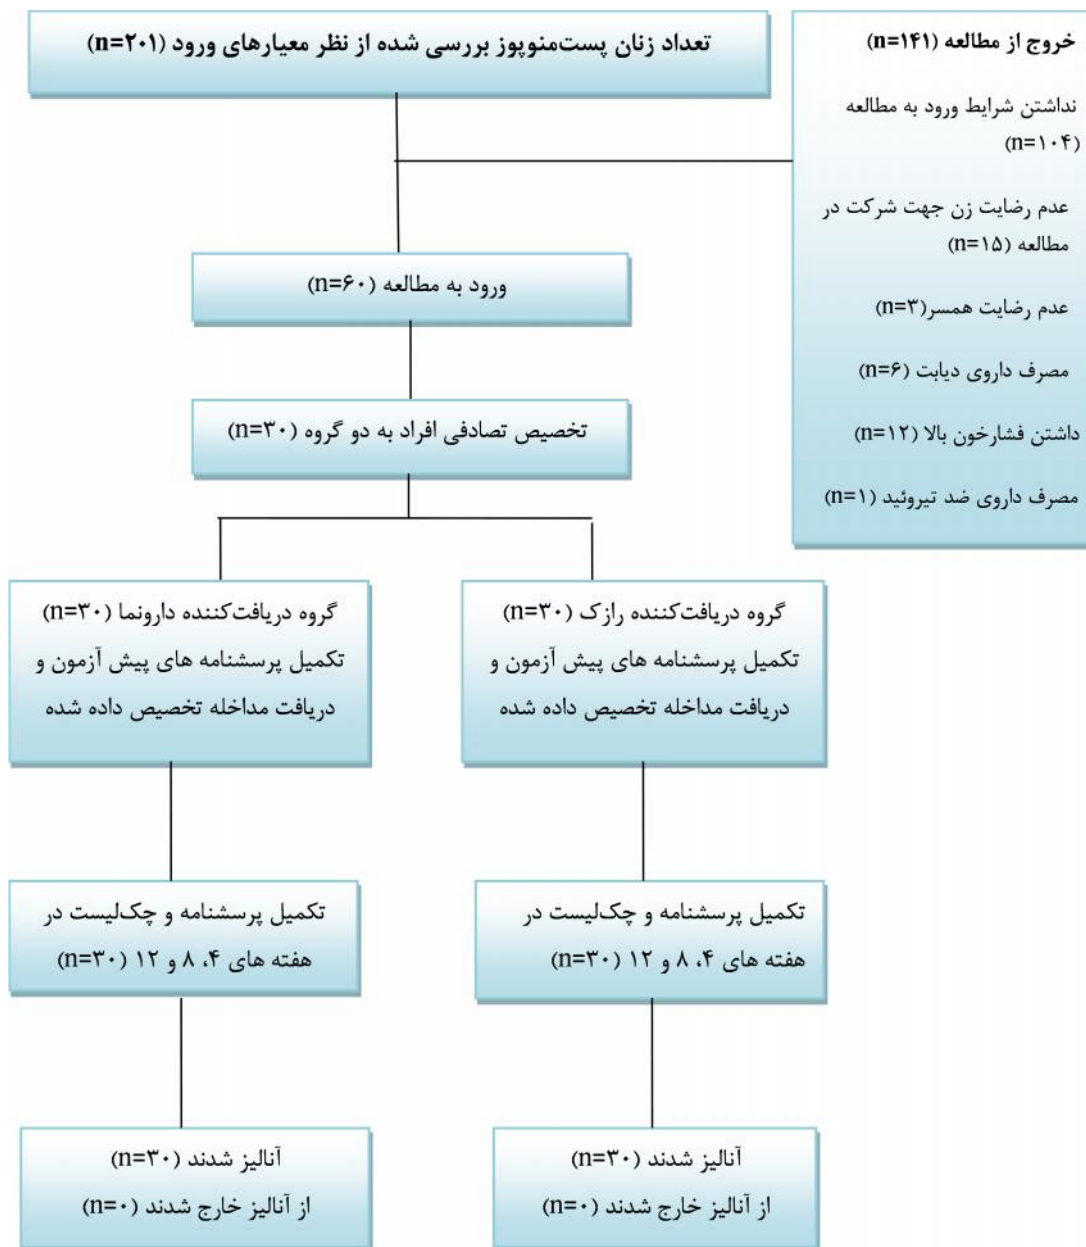 تعداد زنان پست‌منوپوز بررسی شده از نظر معیارهای ورود (n=۲۰۱)
خروج از مطالعه (n=۱۴۱)
نداشتن شرایط ورود به مطالعه
(n=۱۰۴)
عدم رضایت زن جهت شرکت در
مطالعه (n=۱۵)
عدم رضایت همسر(n=۳)
مصرف داروی دیابت (n=۶)
داشتن فشارخون بالا (n=۱۲)
مصرف داروی ضد تیروئید (n=۱)
ورود به مطالعه (n=۶۰)
تخصیص تصادفی افراد به دو گروه (n=۳۰)
گروه دریافت‌کننده رازک (n=۳۰)
تکمیل پرسشنامه های پیش آزمون و
دریافت مداخله تخصیص داده شده
گروه دریافت‌کننده دارونما (n=۳۰)
تکمیل پرسشنامه های پیش آزمون و
دریافت مداخله تخصیص داده شده
تکمیل پرسشنامه و چک‌لیست در
هفته های ۴، ۸ و ۱۲ (n=۳۰)
تکمیل پرسشنامه و چک‌لیست در
هفته های ۴، ۸ و ۱۲ (n=۳۰)
آنالیز شدند (n=۳۰)
از آنالیز خارج شدند (n=۰)
آنالیز شدند (n=۳۰)
از آنالیز خارج شدند (n=۰)